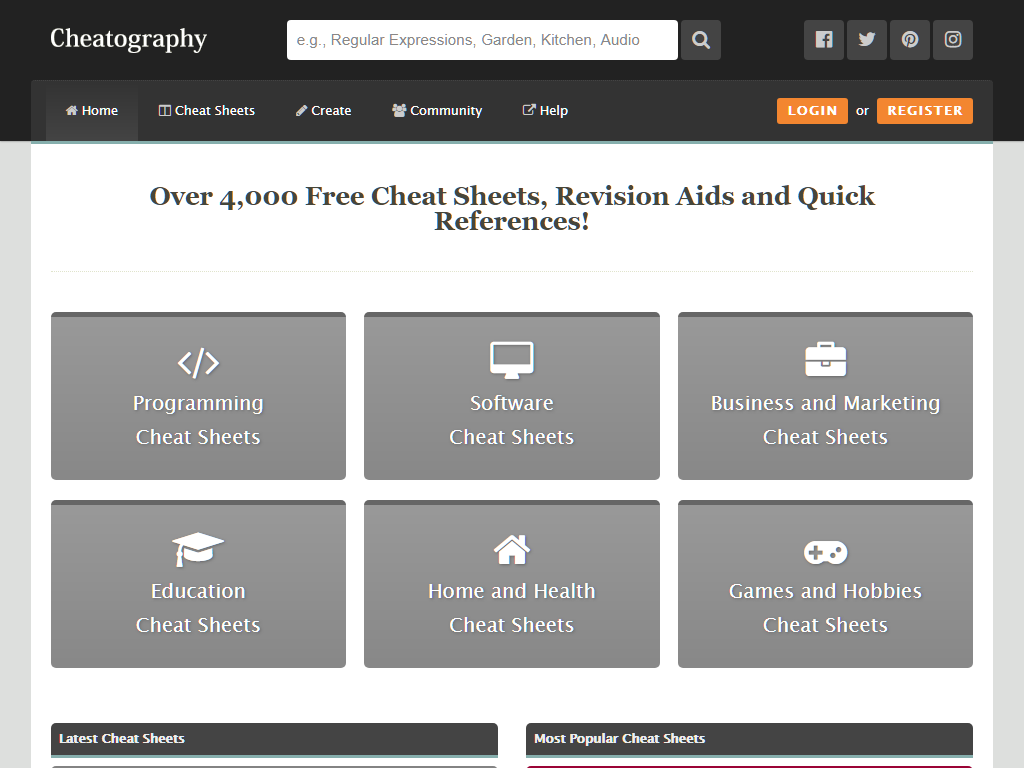 Cheatography
e.g., Regular Expressions, Garden, Kitchen, Audio
Home
Cheat Sheets
Create
Community
Help
LOGIN or REGISTER
Over 4,000 Free Cheat Sheets, Revision Aids and Quick
References!
Programming
Cheat Sheets
Software
Cheat Sheets
Business and Marketing
Cheat Sheets
Education
Cheat Sheets
Home and Health
Cheat Sheets
Games and Hobbies
Cheat Sheets
Latest Cheat Sheets
Most Popular Cheat Sheets